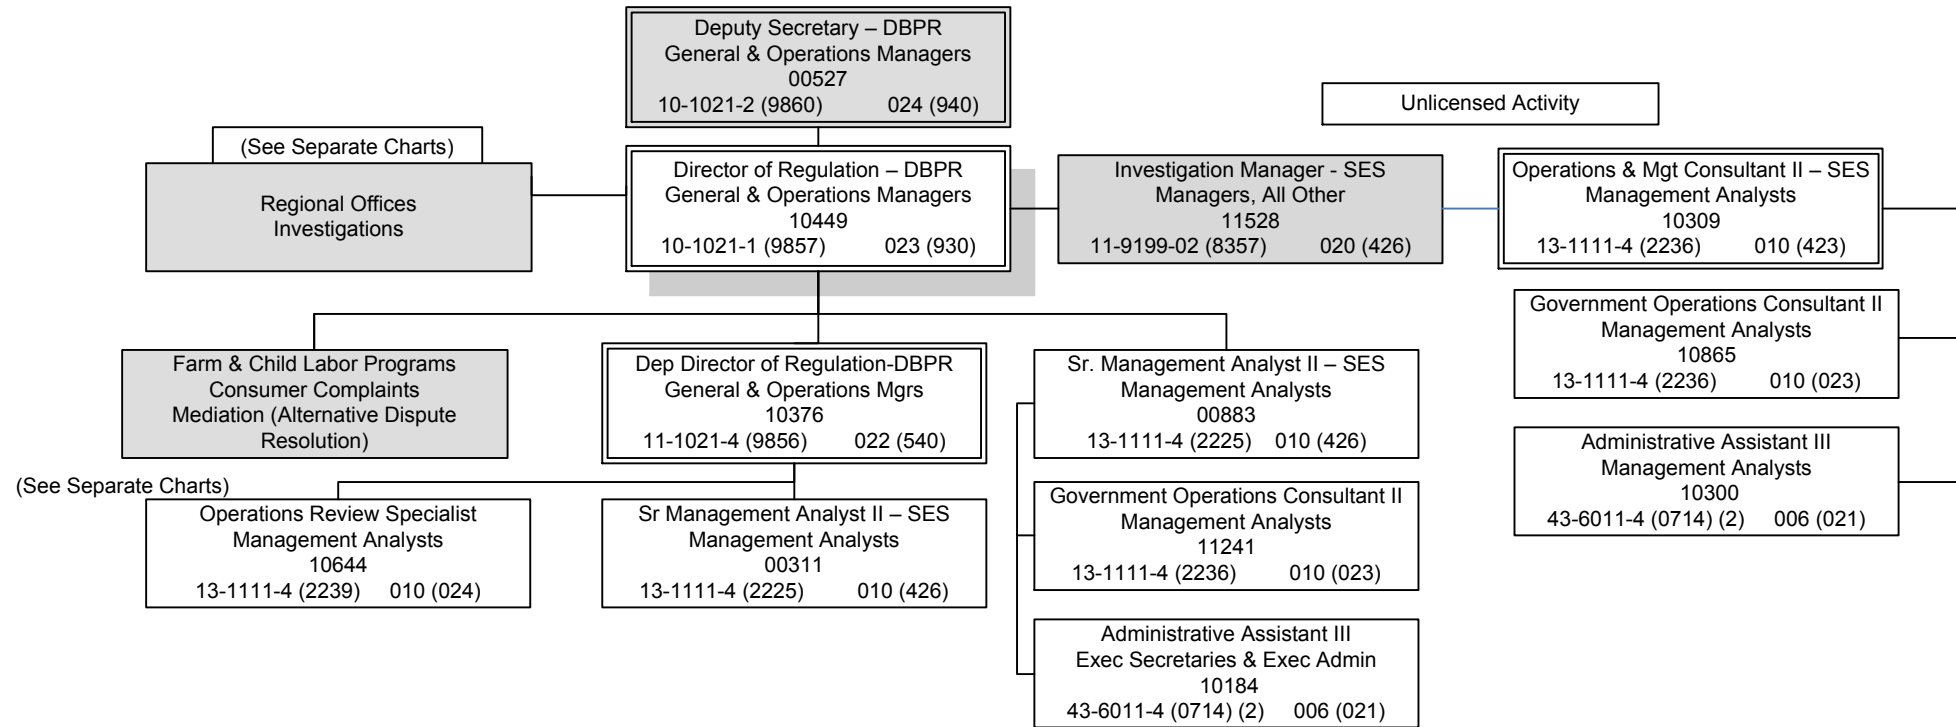 Deputy Secretary – DBPR
General & Operations Managers
00527
10-1021-2 (9860) 024 (940)
Unlicensed Activity
(See Separate Charts)
Regional Offices
Investigations
Director of Regulation – DBPR
General & Operations Managers
10449
10-1021-1 (9857) 023 (930)
Investigation Manager - SES
Managers, All Other
11528
11-9199-02 (8357) 020 (426)
Operations & Mgt Consultant II – SES
Management Analysts
10309
13-1111-4 (2236) 010 (423)
Government Operations Consultant II
Management Analysts
10865
13-1111-4 (2236) 010 (023)
Administrative Assistant III
Management Analysts
10300
43-6011-4 (0714) (2) 006 (021)
Farm & Child Labor Programs
Consumer Complaints
Mediation (Alternative Dispute
Resolution)
(See Separate Charts)
Dep Director of Regulation-DBPR
General & Operations Mgrs
10376
11-1021-4 (9856) 022 (540)
Sr. Management Analyst II – SES
Management Analysts
00883
13-1111-4 (2225) 010 (426)
Operations Review Specialist
Management Analysts
10644
13-1111-4 (2239) 010 (024)
Sr Management Analyst II – SES
Management Analysts
00311
13-1111-4 (2225) 010 (426)
Government Operations Consultant II
Management Analysts
11241
13-1111-4 (2236) 010 (023)
Administrative Assistant III
Exec Secretaries & Exec Admin
10184
43-6011-4 (0714) (2) 006 (021)